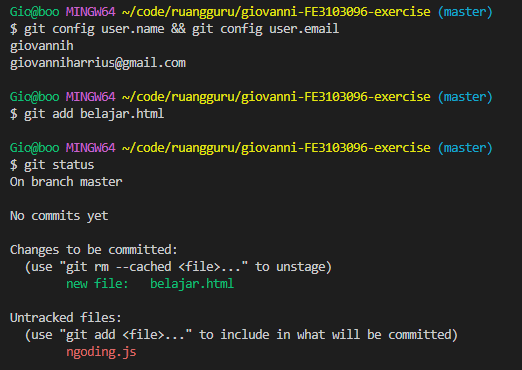 Gio@boo MINGW64 ~/code/ruangguru/giovanni-FE3103096-exercise (master)
$ git config user.name && git config user.email
giovannih
giovanniharrius@gmail.com
Gio@boo MINGW64 ~/code/ruangguru/giovanni-FE3103096-exercise (master)
$ git add belajar.html
Gio@boo MINGW64 ~/code/ruangguru/giovanni-FE3103096-exercise (master)
$ git status
On branch master
No commits yet
Changes to be committed:
  (use "git rm --cached <file>..." to unstage)
        new file:   belajar.html
Untracked files:
  (use "git add <file>..." to include in what will be committed)
        ngoding.js